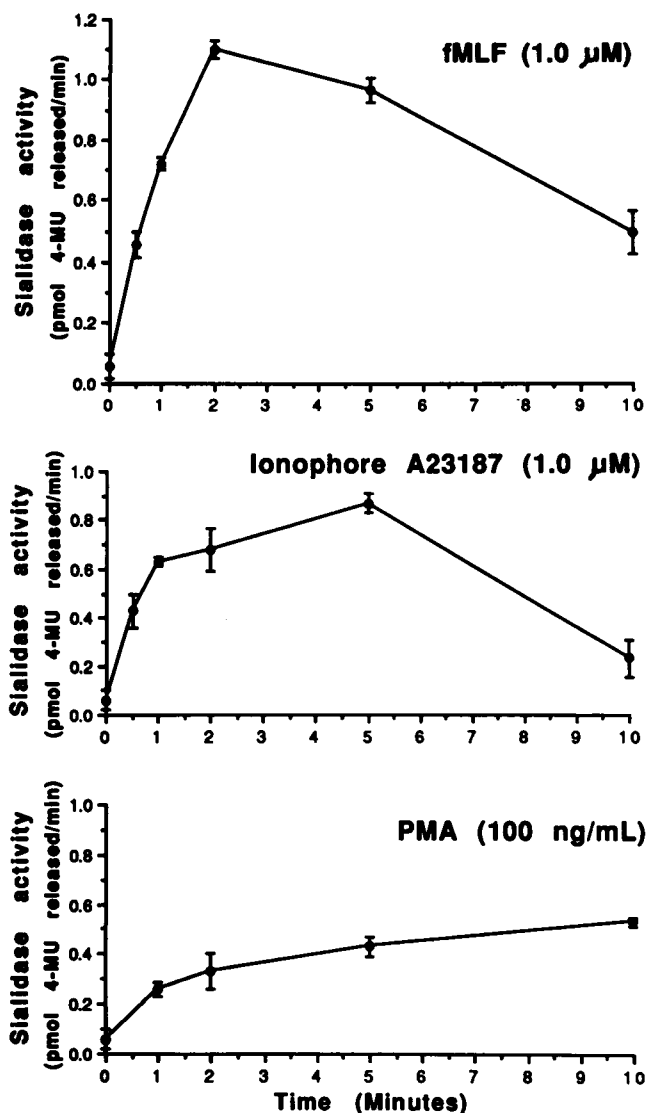 fMLF (1.0 µM)
Sialidase activity
(pmol 4-MU released/min)
1.2
1.0
0.8
0.6
0.4
0.2
0.0
0 1 2 3 4 5 6 7 8 9 10
Ionophore A23187 (1.0 µM)
Sialidase activity
(pmol 4-MU released/min)
1.0
0.8
0.6
0.4
0.2
0.0
0 1 2 3 4 5 6 7 8 9 10
PMA (100 ng/mL)
Sialidase activity
(pmol 4-MU released/min)
1.0
0.8
0.6
0.4
0.2
0.0
0 1 2 3 4 5 6 7 8 9 10
Time (Minutes)